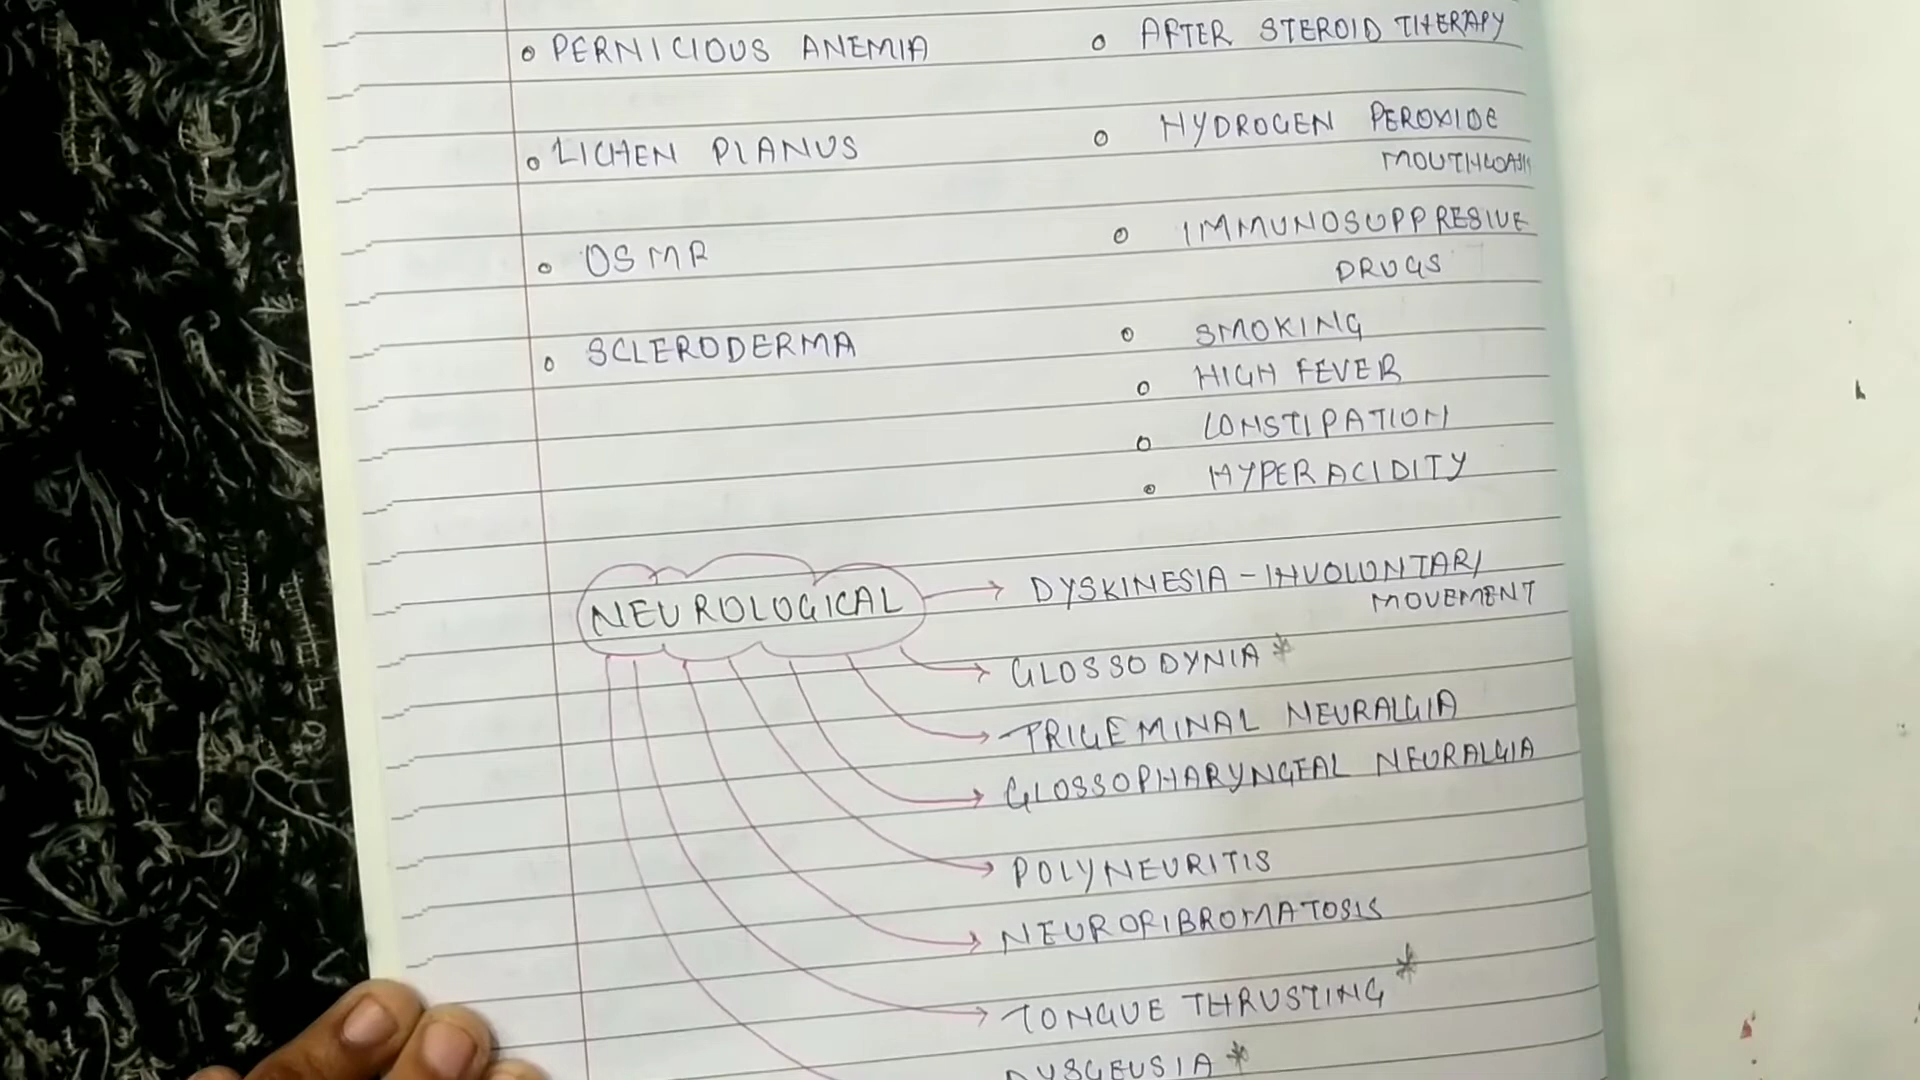 PERNICIOUS ANEMIA
LICHEN PLANUS
OSMF
SCLERODERMA
AFTER STEROID THERAPY
HYDROGEN PEROXIDE
MOUTHWASH
IMMUNOSUPPRESIVE
DRUGS
SMOKING
HIGH FEVER
CONSTIPATION
HYPERACIDITY
NEUROLOGICAL
→ DYSKINESIA - INVOLUNTARY
MOVEMENT
→ GLOSSODYNIA *
→ TRIGEMINAL NEURALGIA
→ GLOSSOPHARYNGEAL NEURALGIA
→ POLYNEURITIS
→ NEUROFIBROMATOSIS
→ TONGUE THRUSTING *
DYSGEUSIA *